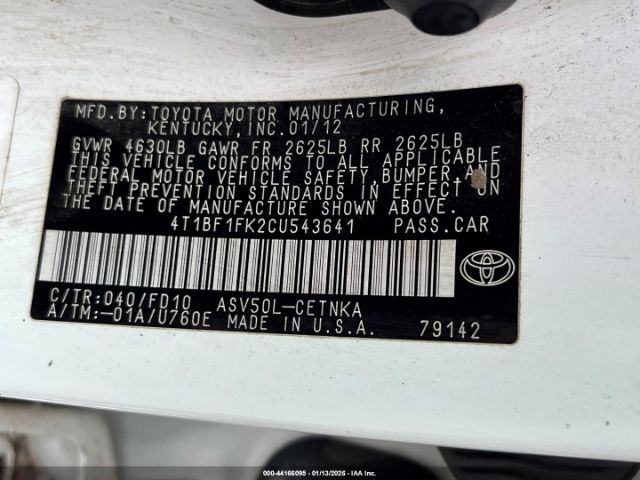 MFD.BY:TOYOTA MOTOR MANUFACTURING,
KENTUCKY,INC.01/12
GVWR 4630LB GAWR FR 2625LB RR 2625LB
THIS VEHICLE CONFORMS TO ALL APPLICABLE
FEDERAL MOTOR VEHICLE SAFETY,BUMPER,AND
THEFT PREVENTION STANDARDS IN EFFECT ON
THE DATE OF MANUFACTURE SHOWN ABOVE.
4T1BF1FK2CU543641 PASS.CAR
C/TR:040/FD10 ASV50L-CETNKA
A/TM:-01A/U760E MADE IN U.S.A. 79142
000-44166095 - 01/13/2026 - IAAI.CA